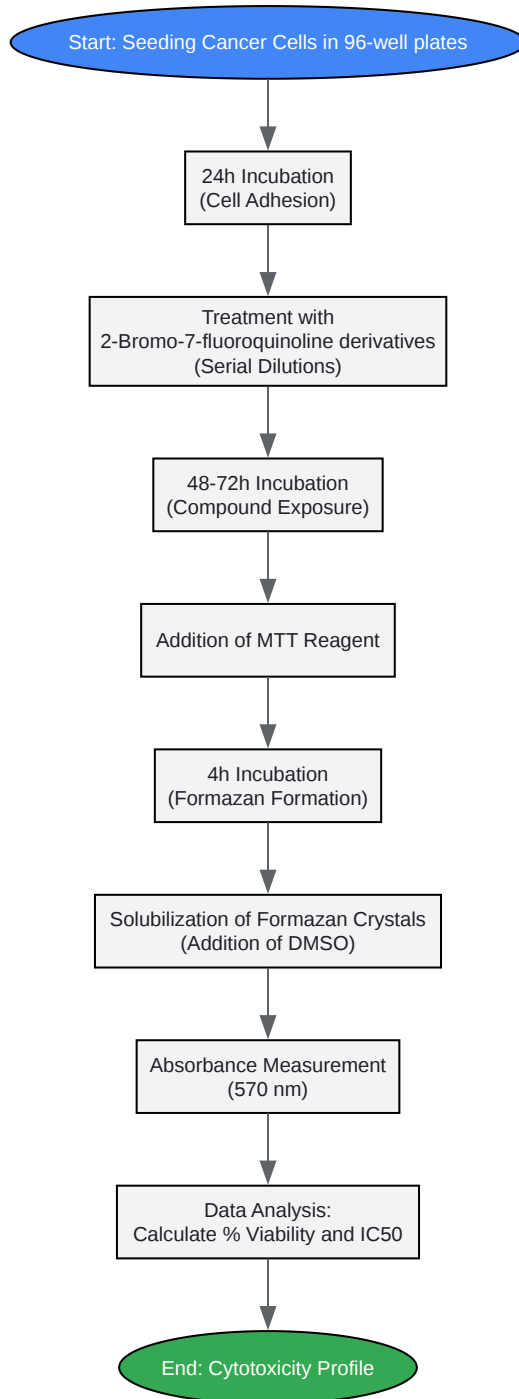 Start: Seeding Cancer Cells in 96-well plates
24h Incubation
(Cell Adhesion)
Treatment with
2-Bromo-7-fluoroquinoline derivatives
(Serial Dilutions)
48-72h Incubation
(Compound Exposure)
Addition of MTT Reagent
4h Incubation
(Formazan Formation)
Solubilization of Formazan Crystals
(Addition of DMSO)
Absorbance Measurement
(570 nm)
Data Analysis:
Calculate % Viability and IC50
End: Cytotoxicity Profile